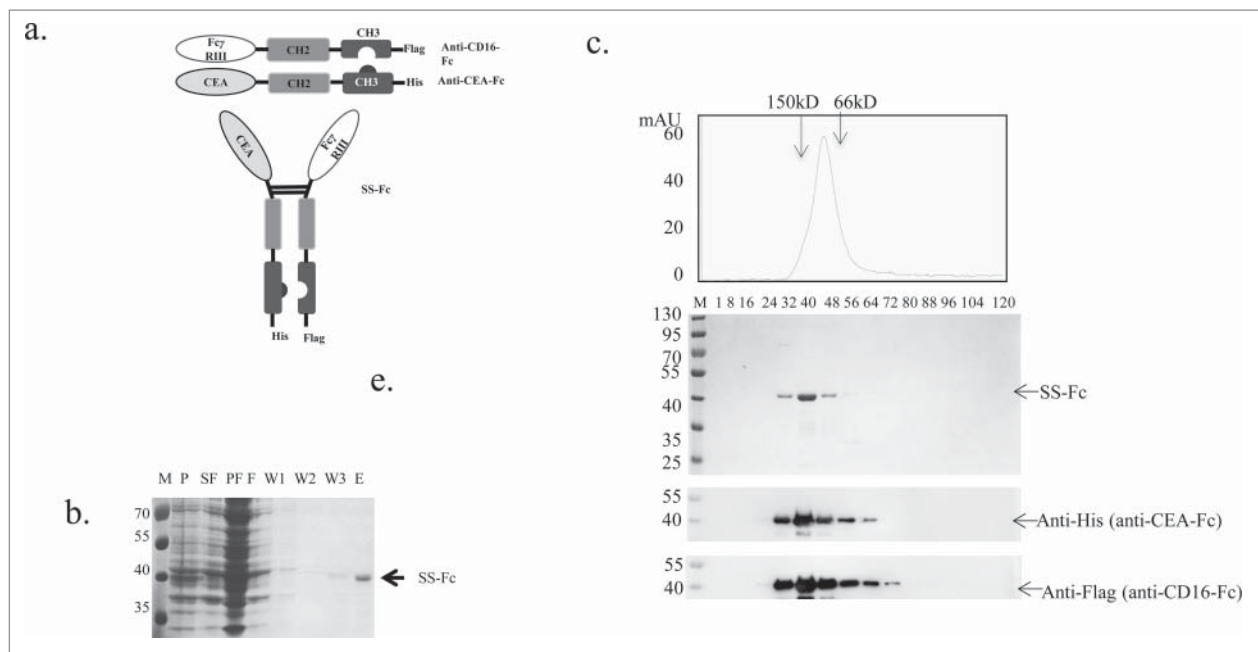 a.
Fcγ
RIII
CH2
CH3
Flag
Anti-CD16-
Fc
CEA
CH2
CH3
His
Anti-CEA-Fc
CEA
Fcγ
RIII
SS-Fc
His
Flag
e.
b.
M P SF PF F W1 W2 W3 E
70
55
40
35
SS-Fc
c.
150kD 66kD
mAU
60
40
20
0
M 1 8 16 24 32 40 48 56 64 72 80 88 96 104 120
130
95
70
55
40
35
25
SS-Fc
55
40
Anti-His (anti-CEA-Fc)
55
40
Anti-Flag (anti-CD16-Fc)